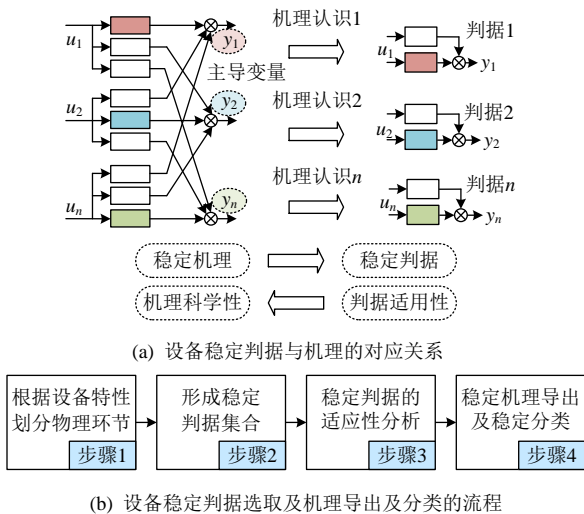 u1
u2
un
y1
y2
yn
主导变量
机理认识1
机理认识2
机理认识n
u1
判据1
y1
u2
判据2
y2
un
判据n
yn
稳定机理
稳定判据
机理科学性
判据适用性
(a) 设备稳定判据与机理的对应关系
根据设备特性
划分物理环节
步骤1
形成稳定
判据集合
步骤2
稳定判据的
适应性分析
步骤3
稳定机理导出
及稳定分类
步骤4
(b) 设备稳定判据选取及机理导出及分类的流程